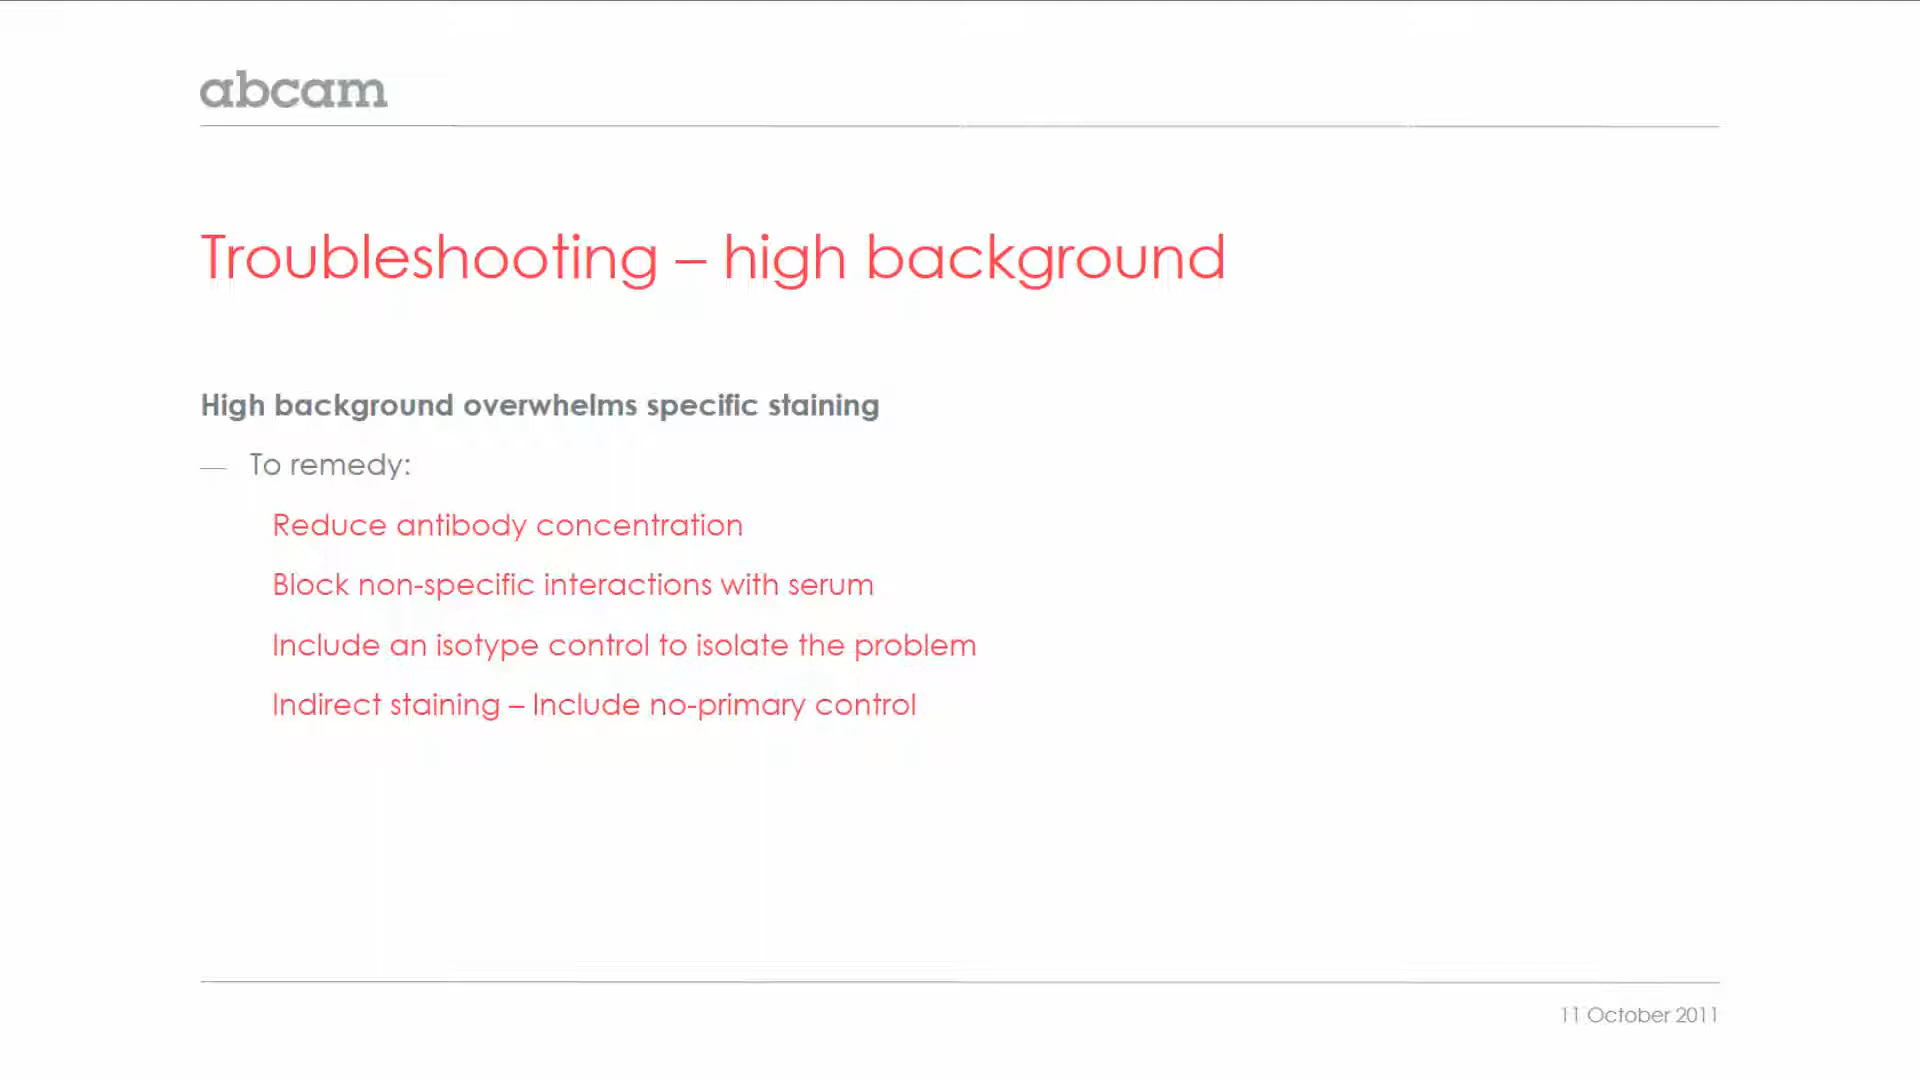 abcam
Troubleshooting – high background
High background overwhelms specific staining
— To remedy:
Reduce antibody concentration
Block non-specific interactions with serum
Include an isotype control to isolate the problem
Indirect staining – Include no-primary control
11 October 2011